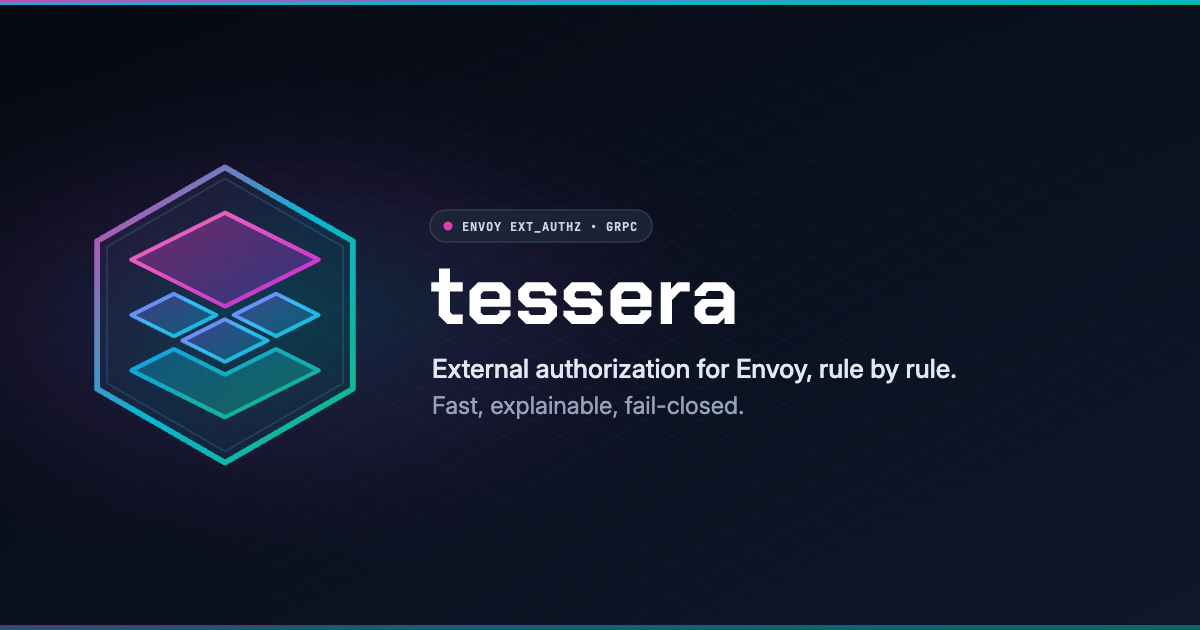 ENVOY EXT_AUTHZ • GRPC
tessera
External authorization for Envoy, rule by rule.
Fast, explainable, fail-closed.